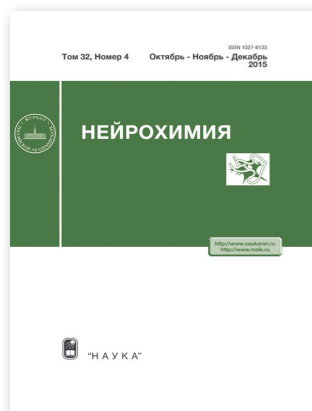 ISSN 1027-8133
Том 32, Номер 4 Октябрь - Ноябрь - Декабрь
2015
НЕЙРОХИМИЯ
http://www.naukaran.ru
http://www.maik.ru
"НАУКА"